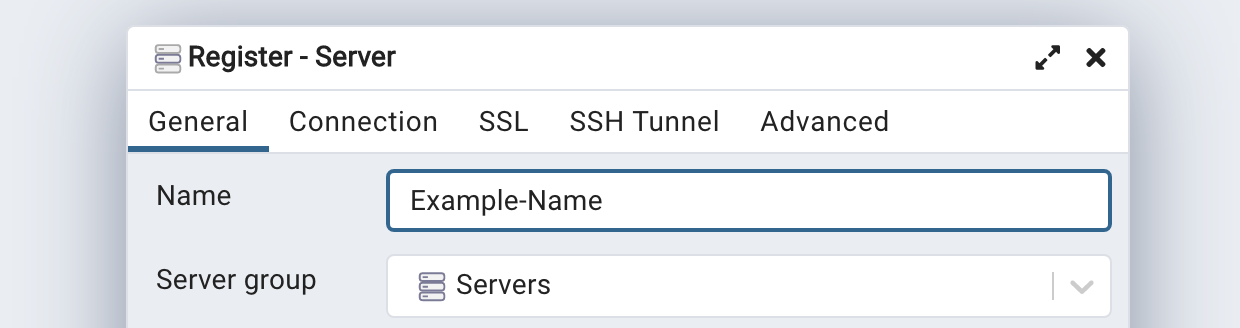 Register - Server
General Connection SSL SSH Tunnel Advanced
Name Example-Name
Server group Servers